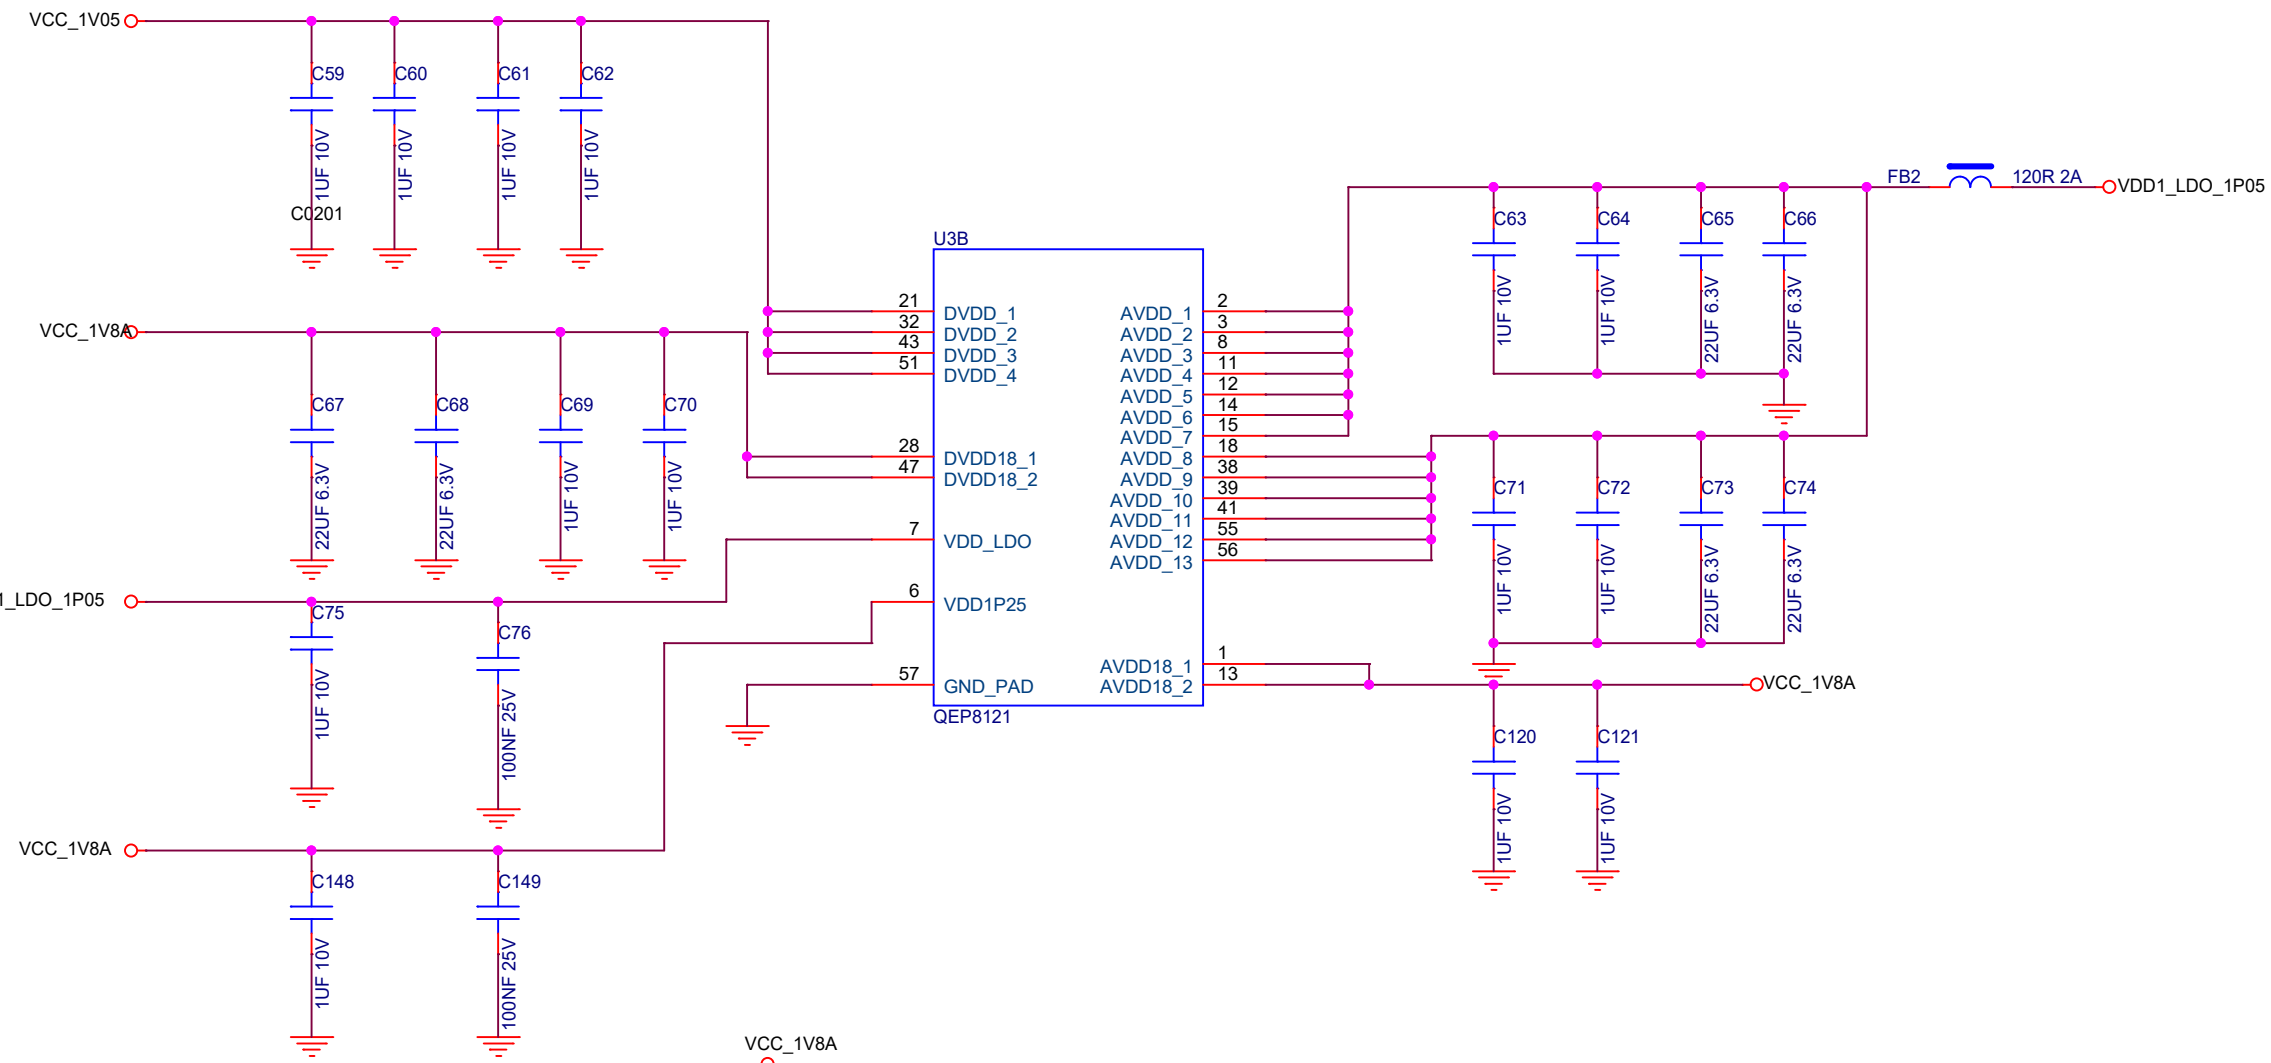 VCC_1V05
C59
C60
C61
C62
1UF 10V
1UF 10V
1UF 10V
1UF 10V
C0201
VCC_1V8A
C67
C68
C69
C70
22UF 6.3V
22UF 6.3V
1UF 10V
1UF 10V
1_LDO_1P05
C75
C76
1UF 10V
100NF 25V
VCC_1V8A
C148
C149
1UF 10V
100NF 25V
VCC_1V8A
U3B
21 DVDD_1
32 DVDD_2
43 DVDD_3
51 DVDD_4
28 DVDD18_1
47 DVDD18_2
7 VDD_LDO
6 VDD1P25
57 GND_PAD
QEP8121
AVDD_1 2
AVDD_2 3
AVDD_3 8
AVDD_4 11
AVDD_5 12
AVDD_6 14
AVDD_7 15
AVDD_8 18
AVDD_9 38
AVDD_10 39
AVDD_11 41
AVDD_12 55
AVDD_13 56
AVDD18_1 1
AVDD18_2 13
FB2
120R 2A
VDD1_LDO_1P05
C63
C64
C65
C66
1UF 10V
1UF 10V
22UF 6.3V
22UF 6.3V
C71
C72
C73
C74
1UF 10V
1UF 10V
22UF 6.3V
22UF 6.3V
VCC_1V8A
C120
C121
1UF 10V
1UF 10V